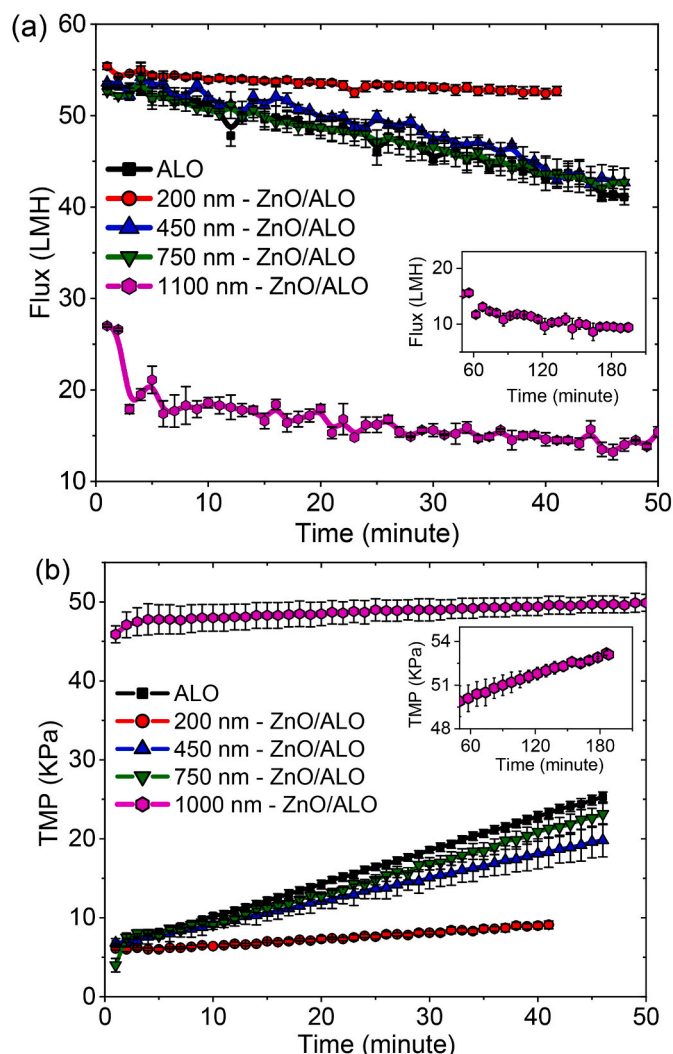 (a)
60
50
40
30
20
10
Flux (LMH)
ALO
200 nm - ZnO/ALO
450 nm - ZnO/ALO
750 nm - ZnO/ALO
1100 nm - ZnO/ALO
Flux (LMH)
20
10
60 120 180
Time (minute)
0 10 20 30 40 50
Time (minute)
(b)
50
40
30
20
10
0
TMP (KPa)
ALO
200 nm - ZnO/ALO
450 nm - ZnO/ALO
750 nm - ZnO/ALO
1000 nm - ZnO/ALO
TMP (KPa)
54
51
48
60 120 180
Time (minute)
10 20 30 40 50
Time (minute)